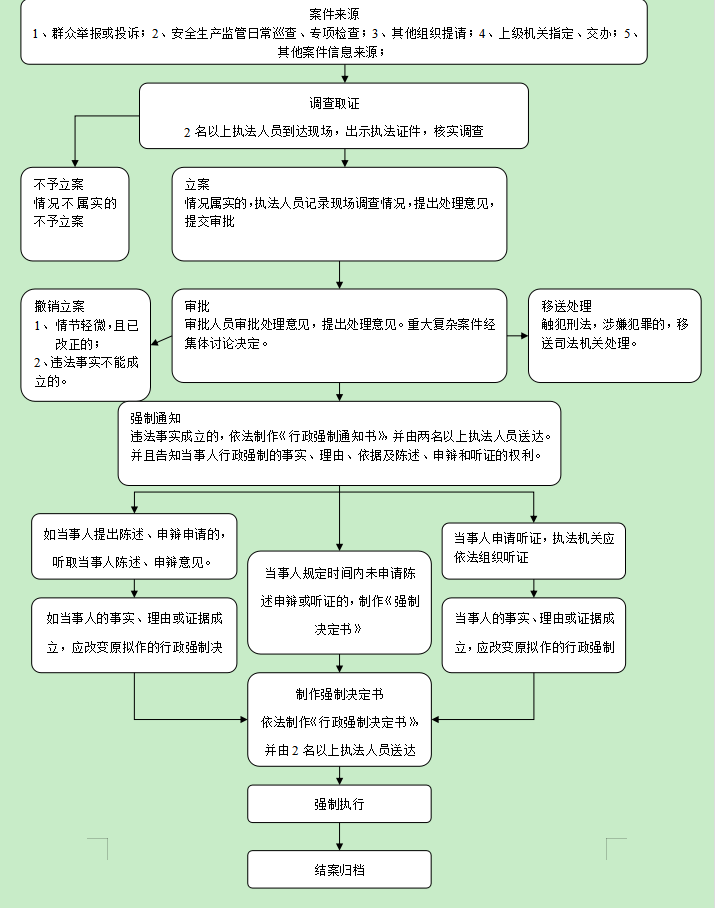 案件来源
1、群众举报或投诉；2、安全生产监管日常巡查、专项检查；3、其他组织提请；4、上级机关指定、交办；5、
其他案件信息来源；
调查取证
2名以上执法人员到达现场，出示执法证件，核实调查
不予立案
情况不属实的
不予立案
立案
情况属实的，执法人员记录现场调查情况，提出处理意见，
提交审批
撤销立案
1、情节轻微，且已
改正的；
2、违法事实不能成
立的。
审批
审批人员审批处理意见，提出处理意见。重大复杂案件经
集体讨论决定。
移送处理
触犯刑法，涉嫌犯罪的，移
送司法机关处理。
强制通知
违法事实成立的，依法制作《行政强制通知书》，并由两名以上执法人员送达。
并且告知当事人行政强制的事实、理由、依据及陈述、申辩和听证的权利。
如当事人提出陈述、申辩申请的，
听取当事人陈述、申辩意见。
当事人规定时间内未申请陈
述申辩或听证的，制作《强制
决定书》
当事人申请听证，执法机关应
依法组织听证
如当事人的事实、理由或证据成
立，应改变原拟作的行政强制决
当事人的事实、理由或证据成
立，应改变原拟作的行政强制
制作强制决定书
依法制作《行政强制决定书》，
并由2名以上执法人员送达
强制执行
结案归档